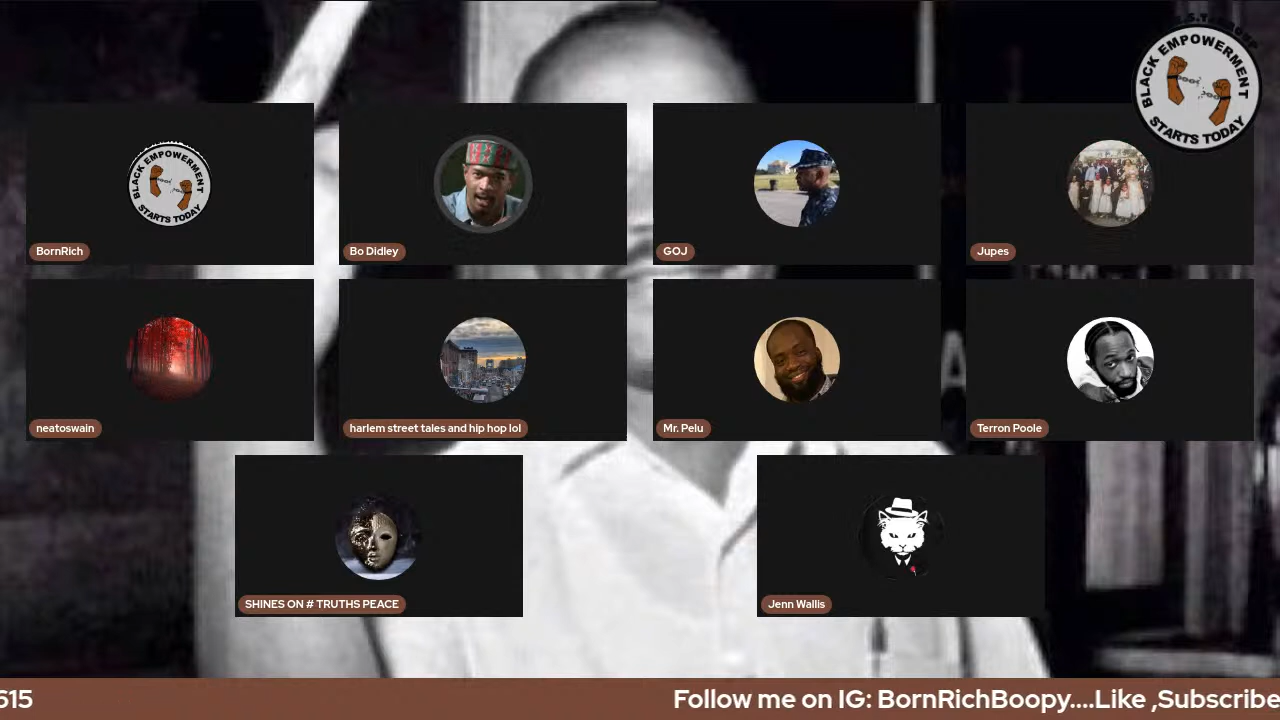 BLACK EMPOWERMENT
STARTS TODAY
BLACK EMPOWERMENT
STARTS TODAY
BornRich
Bo Didley
GOJ
Jupes
neatoswain
harlem street tales and hip hop lol
Mr. Pelu
Terron Poole
SHINES ON # TRUTHS PEACE
Jenn Wallis
615
Follow me on IG: BornRichBoopy....Like ,Subscribe